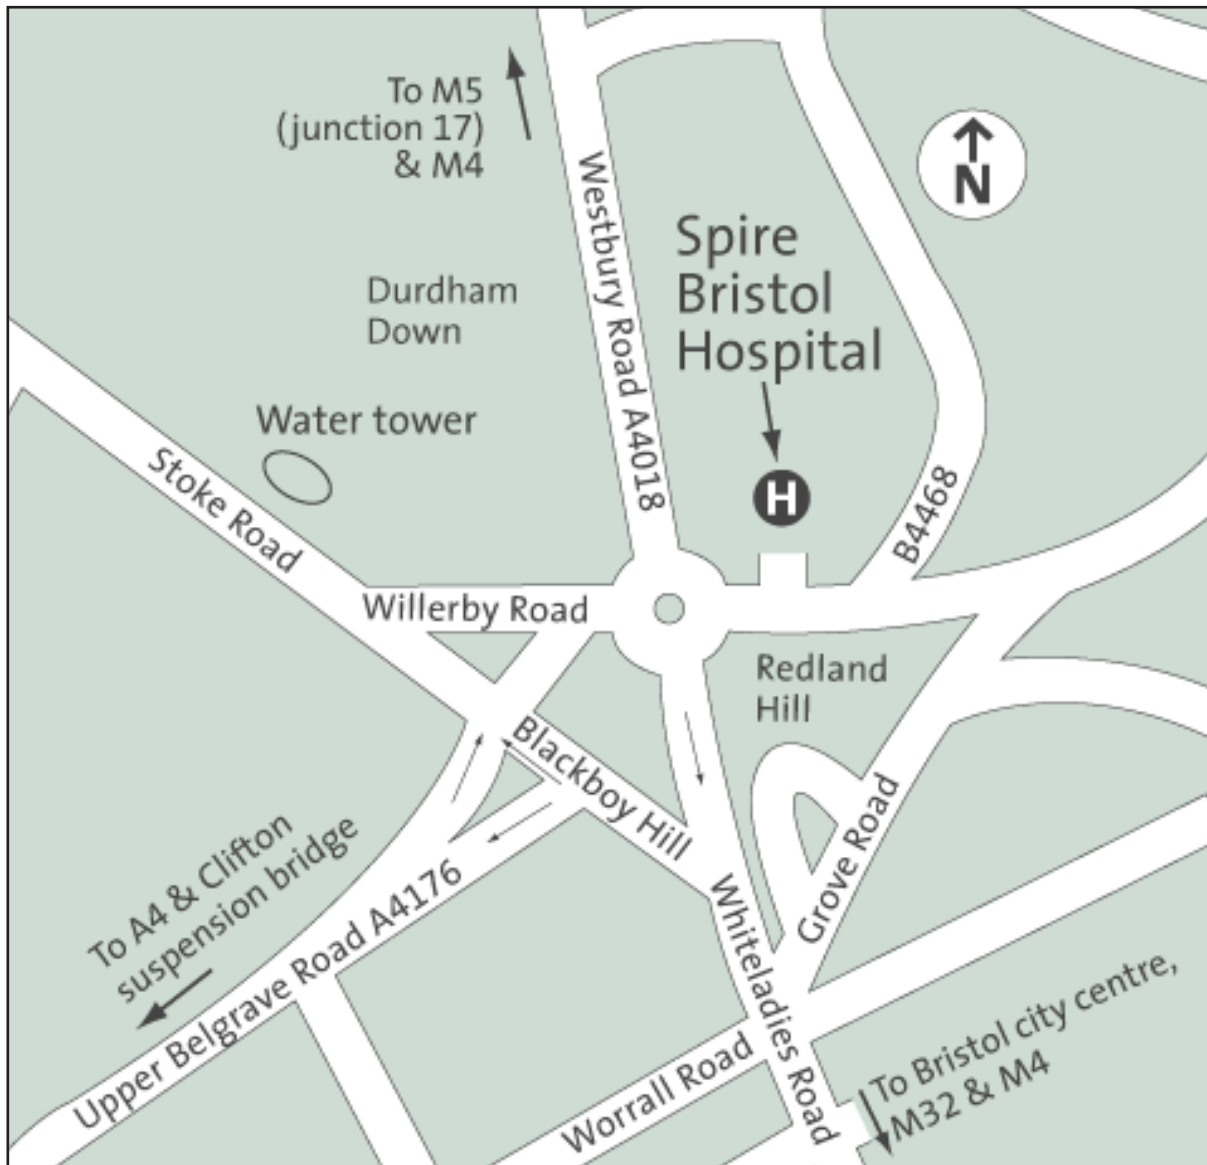 To M5
(junction 17)
& M4
N
Westbury Road A4018
Spire
Bristol
Hospital
Durdham
Down
Water tower
Stoke Road
H
B4468
Willerby Road
Redland
Hill
Blackboy Hill
Grove Road
To A4 & Clifton
suspension bridge
Upper Belgrave Road A4176
Whiteladies Road
Worrall Road
To Bristol city centre,
M32 & M4